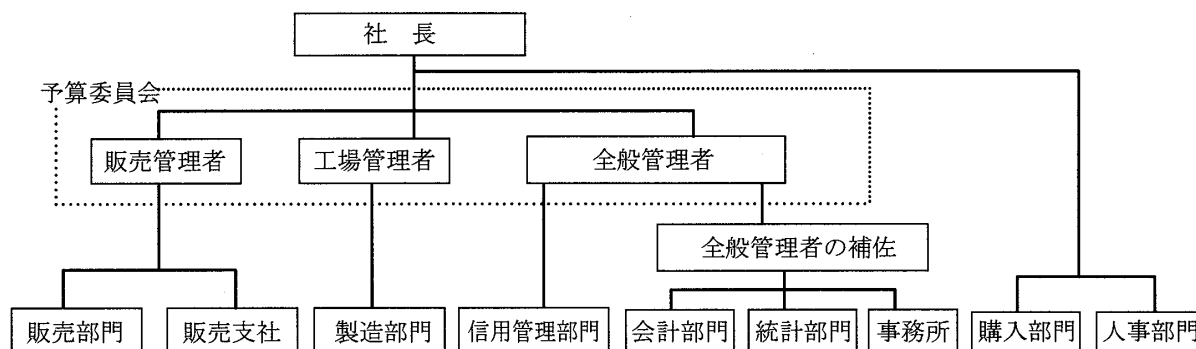 社 長
予算委員会
販売管理者
工場管理者
全般管理者
全般管理者の補佐
販売部門
販売支社
製造部門
信用管理部門
会計部門
統計部門
事務所
購入部門
人事部門